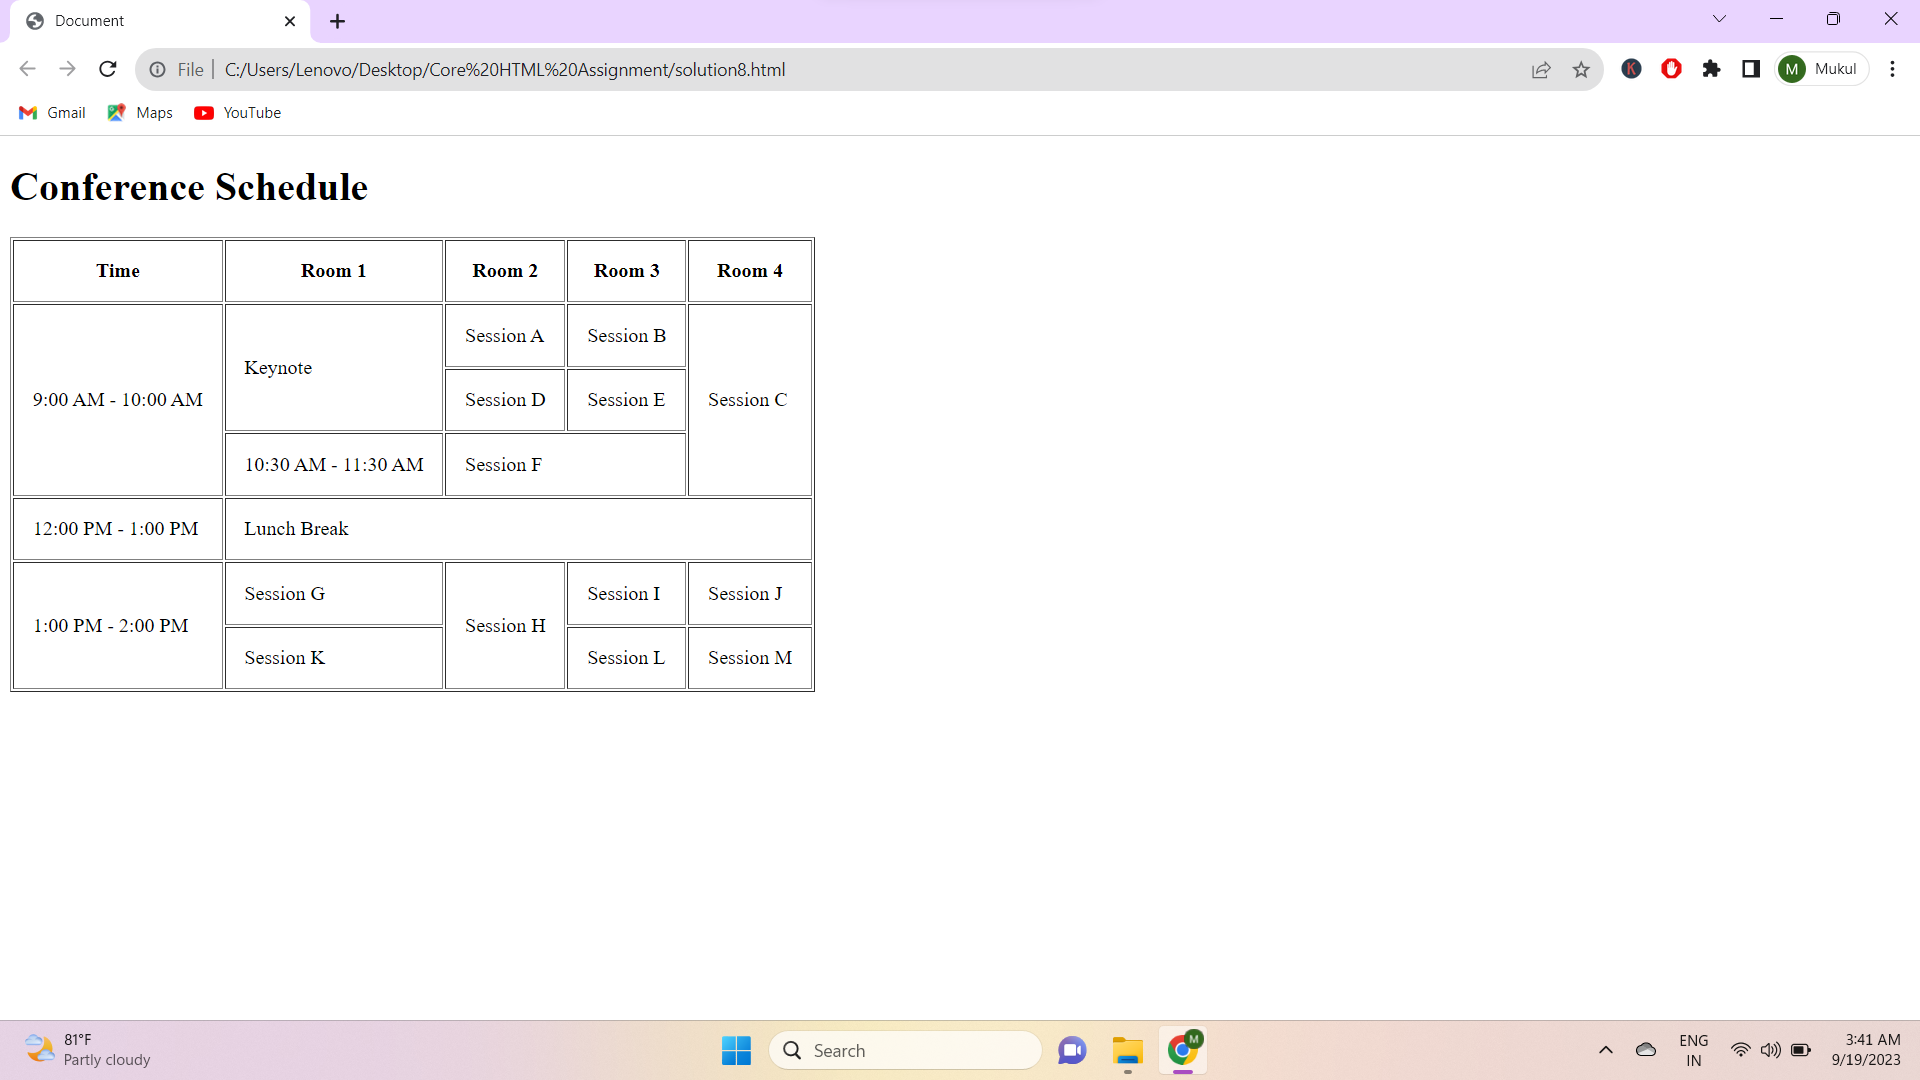 Document
File C:/Users/Lenovo/Desktop/Core%20HTML%20Assignment/solution8.html
K
M Mukul
Gmail Maps YouTube
Conference Schedule
Time Room 1 Room 2 Room 3 Room 4
Session A Session B
Keynote
9:00 AM - 10:00 AM Session D Session E Session C
10:30 AM - 11:30 AM Session F
12:00 PM - 1:00 PM Lunch Break
Session G Session I Session J
1:00 PM - 2:00 PM Session H
Session K Session L Session M
81°F
Partly cloudy
Search
M
ENG
IN
3:41 AM
9/19/2023